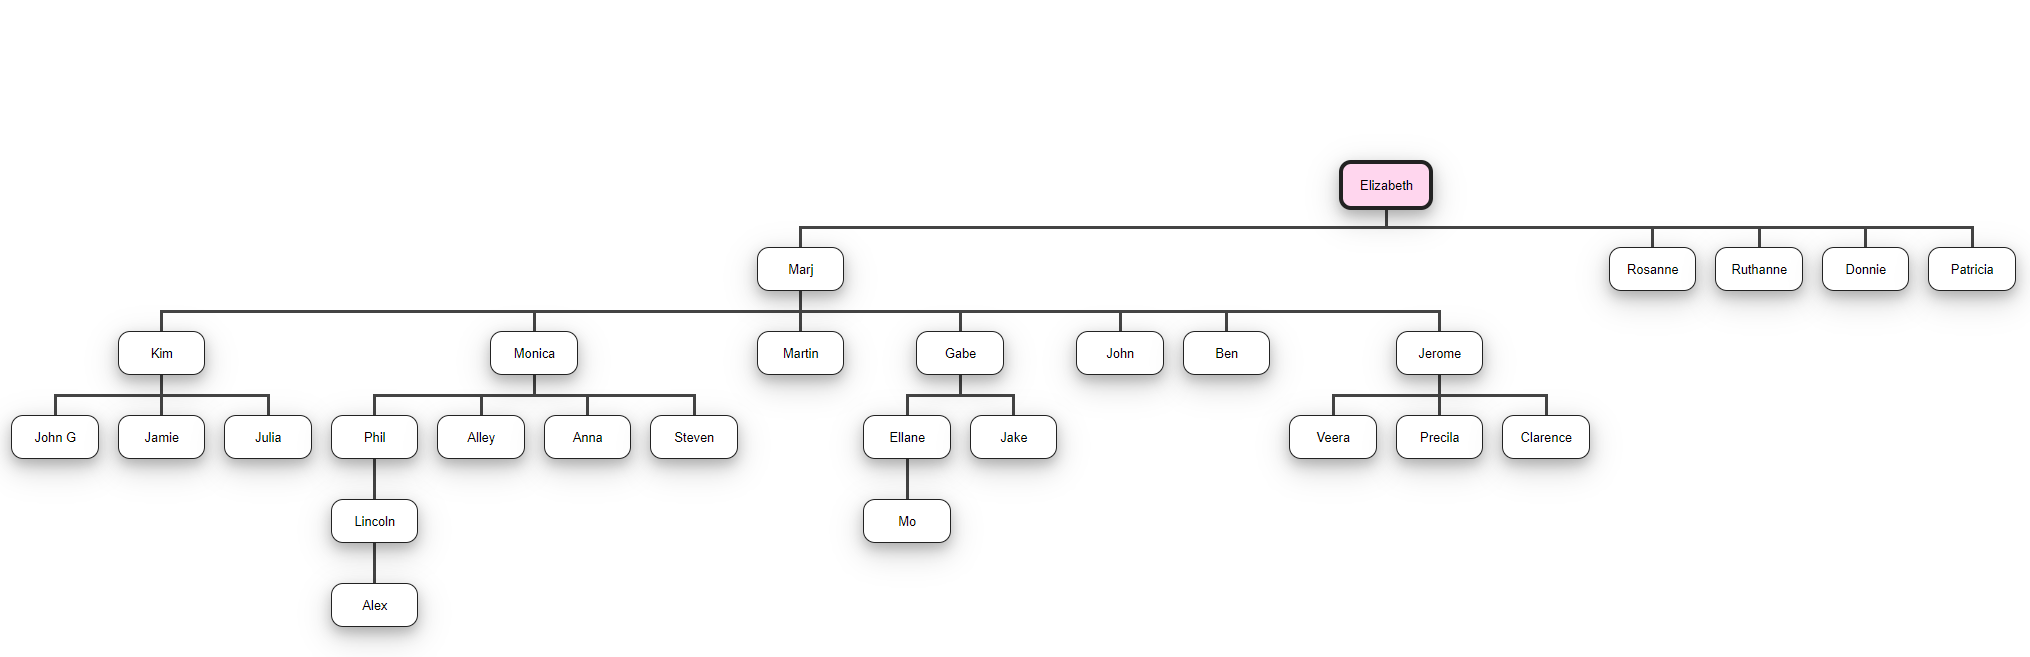 Elizabeth
Marj
Rosanne
Ruthanne
Donnie
Patricia
Kim
Monica
Martin
Gabe
John
Ben
Jerome
John G
Jamie
Julia
Phil
Alley
Anna
Steven
Ellane
Jake
Veera
Precila
Clarence
Lincoln
Mo
Alex